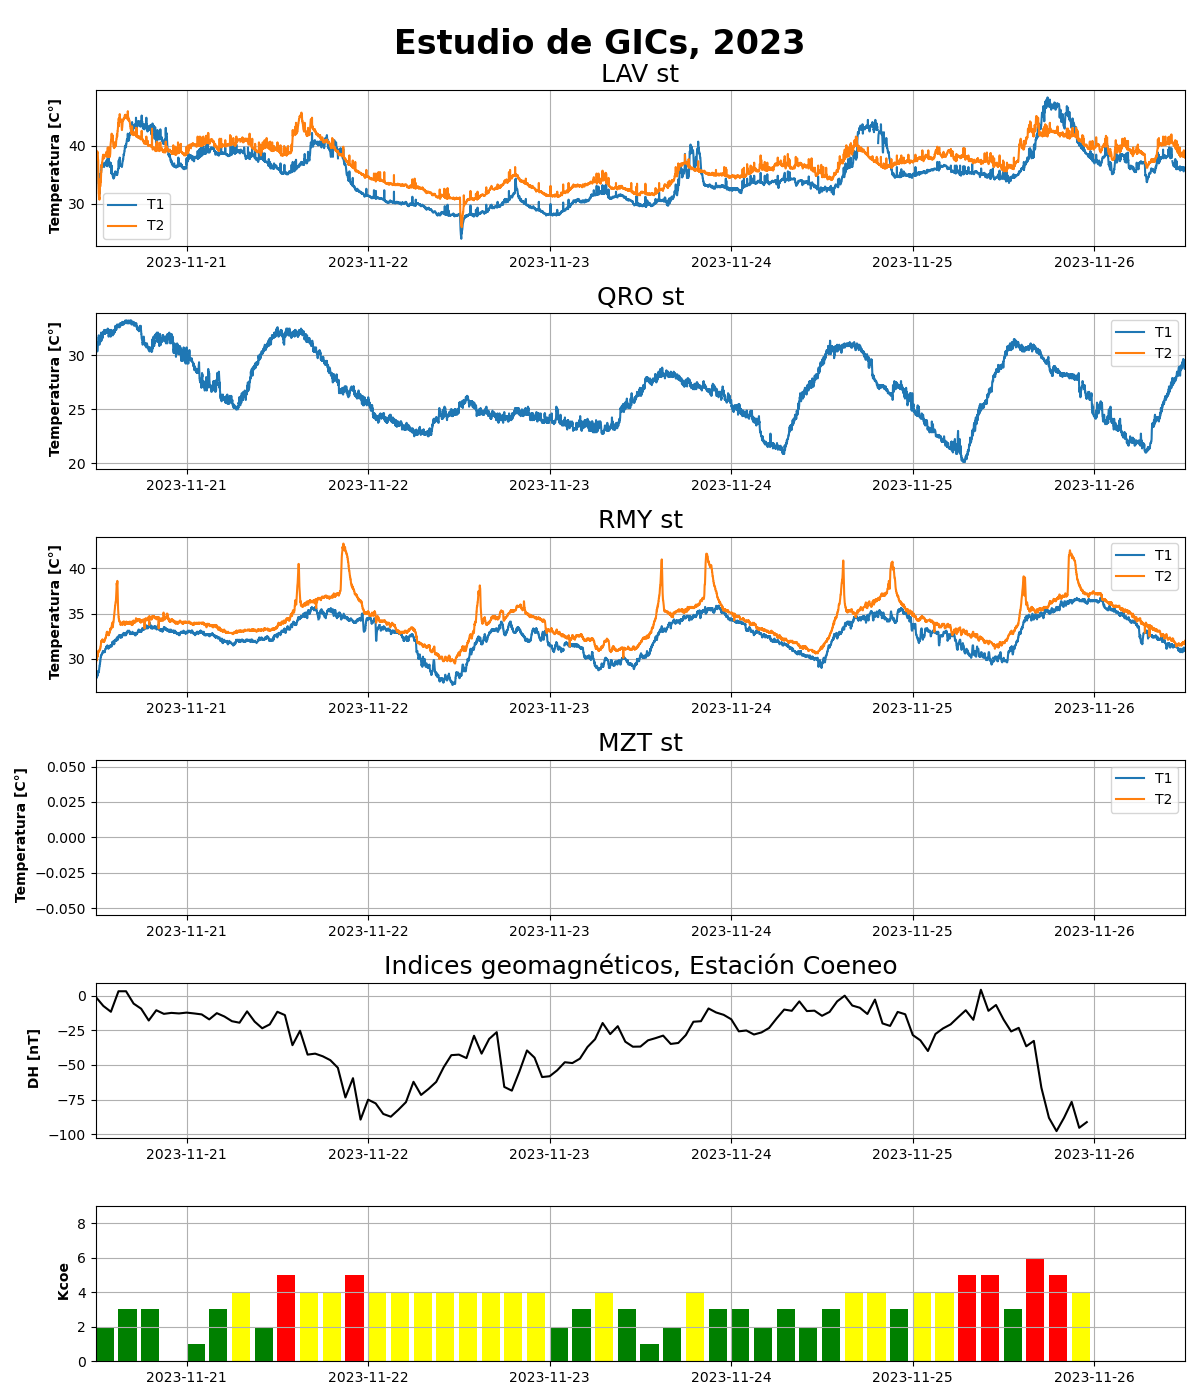 Estudio de GICs, 2023
LAV st
Temperatura [C°]
40
30
T1
T2
2023-11-21 2023-11-22 2023-11-23 2023-11-24 2023-11-25 2023-11-26
QRO st
Temperatura [C°]
30
25
20
T1
T2
2023-11-21 2023-11-22 2023-11-23 2023-11-24 2023-11-25 2023-11-26
RMY st
Temperatura [C°]
40
35
30
T1
T2
2023-11-21 2023-11-22 2023-11-23 2023-11-24 2023-11-25 2023-11-26
MZT st
Temperatura [C°]
0.050
0.025
0.000
−0.025
−0.050
T1
T2
2023-11-21 2023-11-22 2023-11-23 2023-11-24 2023-11-25 2023-11-26
Indices geomagnéticos, Estación Coeneo
DH [nT]
0
−25
−50
−75
−100
2023-11-21 2023-11-22 2023-11-23 2023-11-24 2023-11-25 2023-11-26
Kcoe
8
6
4
2
0
2023-11-21 2023-11-22 2023-11-23 2023-11-24 2023-11-25 2023-11-26